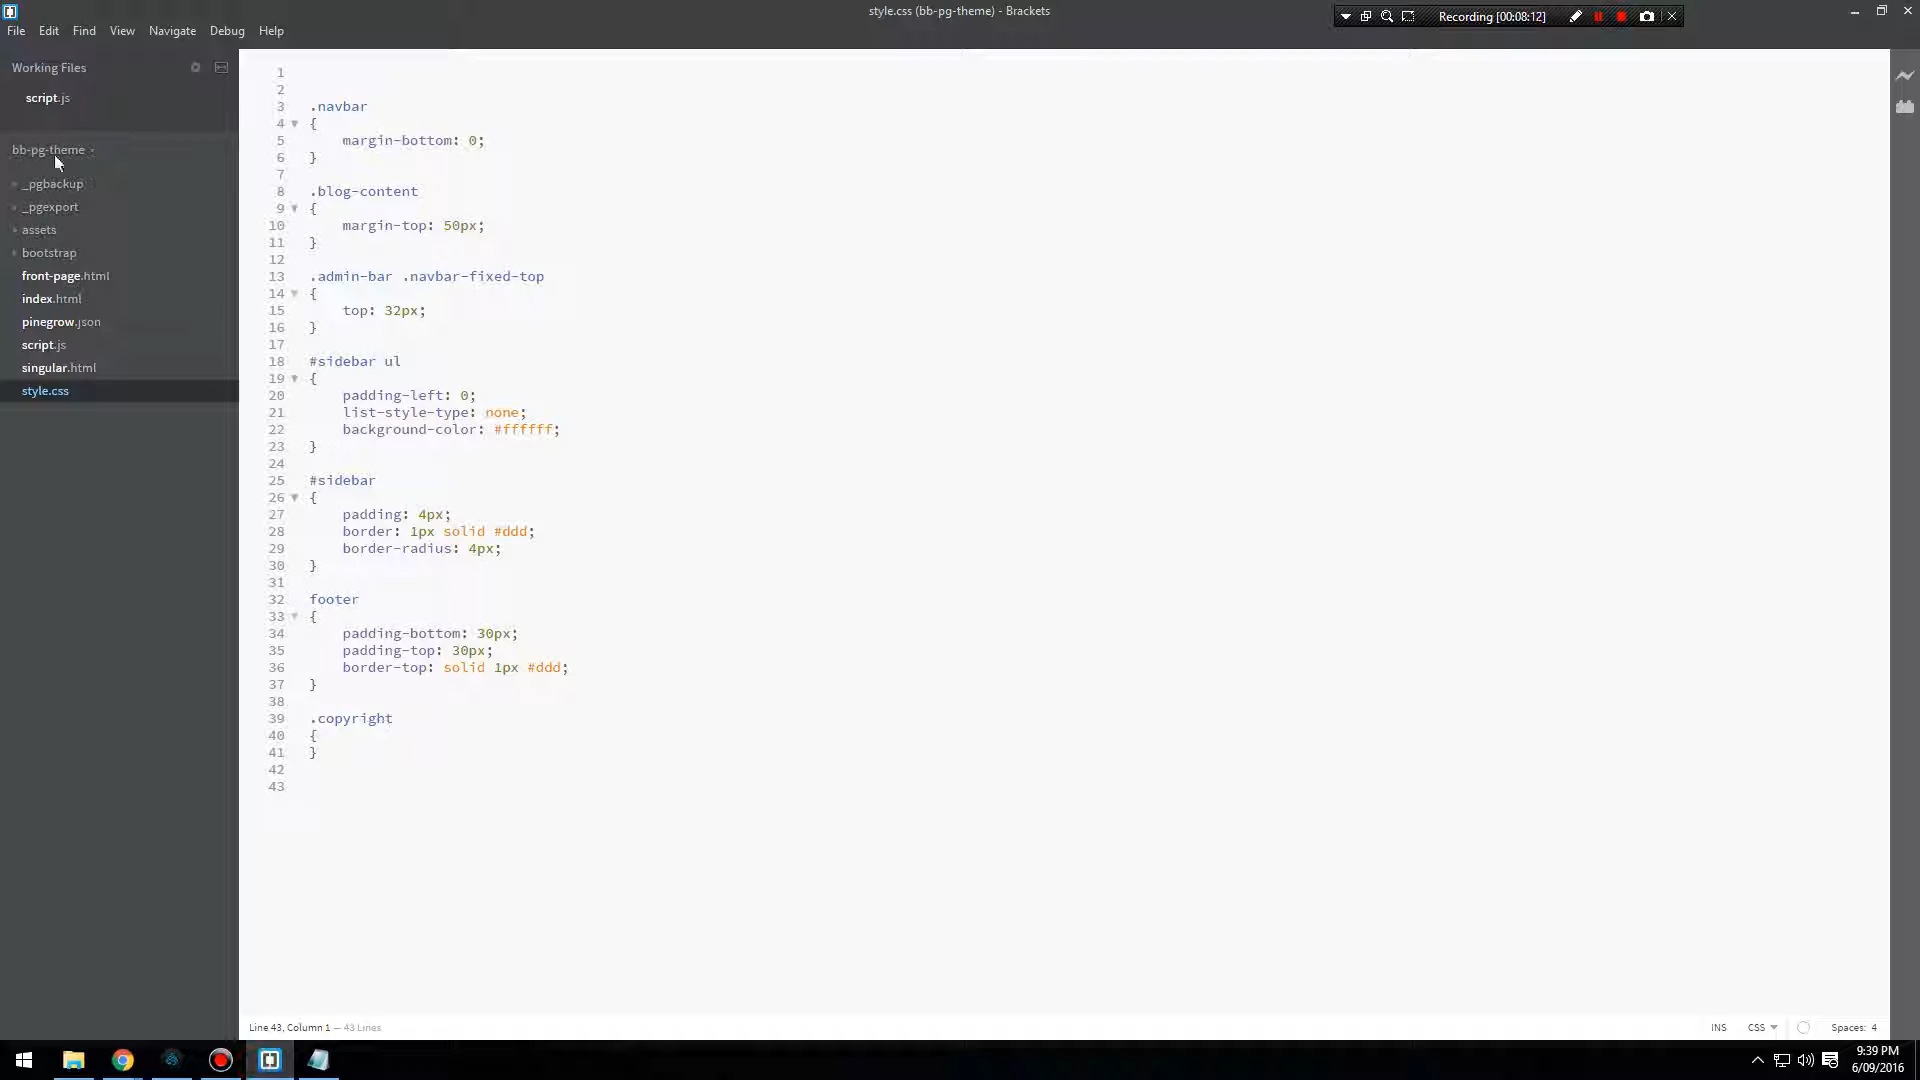 style.css (bb-pg-theme) - Brackets
Recording [00:08:12]
File Edit Find View Navigate Debug Help
Working Files
script.js
bb-pg-theme
_pgbackup
_pgexport
assets
bootstrap
front-page.html
index.html
pinegrow.json
script.js
singular.html
style.css
1
2
3 .navbar
4 {
5 margin-bottom: 0;
6 }
7
8 .blog-content
9 {
10 margin-top: 50px;
11 }
12
13 .admin-bar .navbar-fixed-top
14 {
15 top: 32px;
16 }
17
18 #sidebar ul
19 {
20 padding-left: 0;
21 list-style-type: none;
22 background-color: #ffffff;
23 }
24
25 #sidebar
26 {
27 padding: 4px;
28 border: 1px solid #ddd;
29 border-radius: 4px;
30 }
31
32 footer
33 {
34 padding-bottom: 30px;
35 padding-top: 30px;
36 border-top: solid 1px #ddd;
37 }
38
39 .copyright
40 {
41 }
42
43
Line 43, Column 1 — 43 Lines
INS CSS Spaces: 4
9:39 PM
6/09/2016